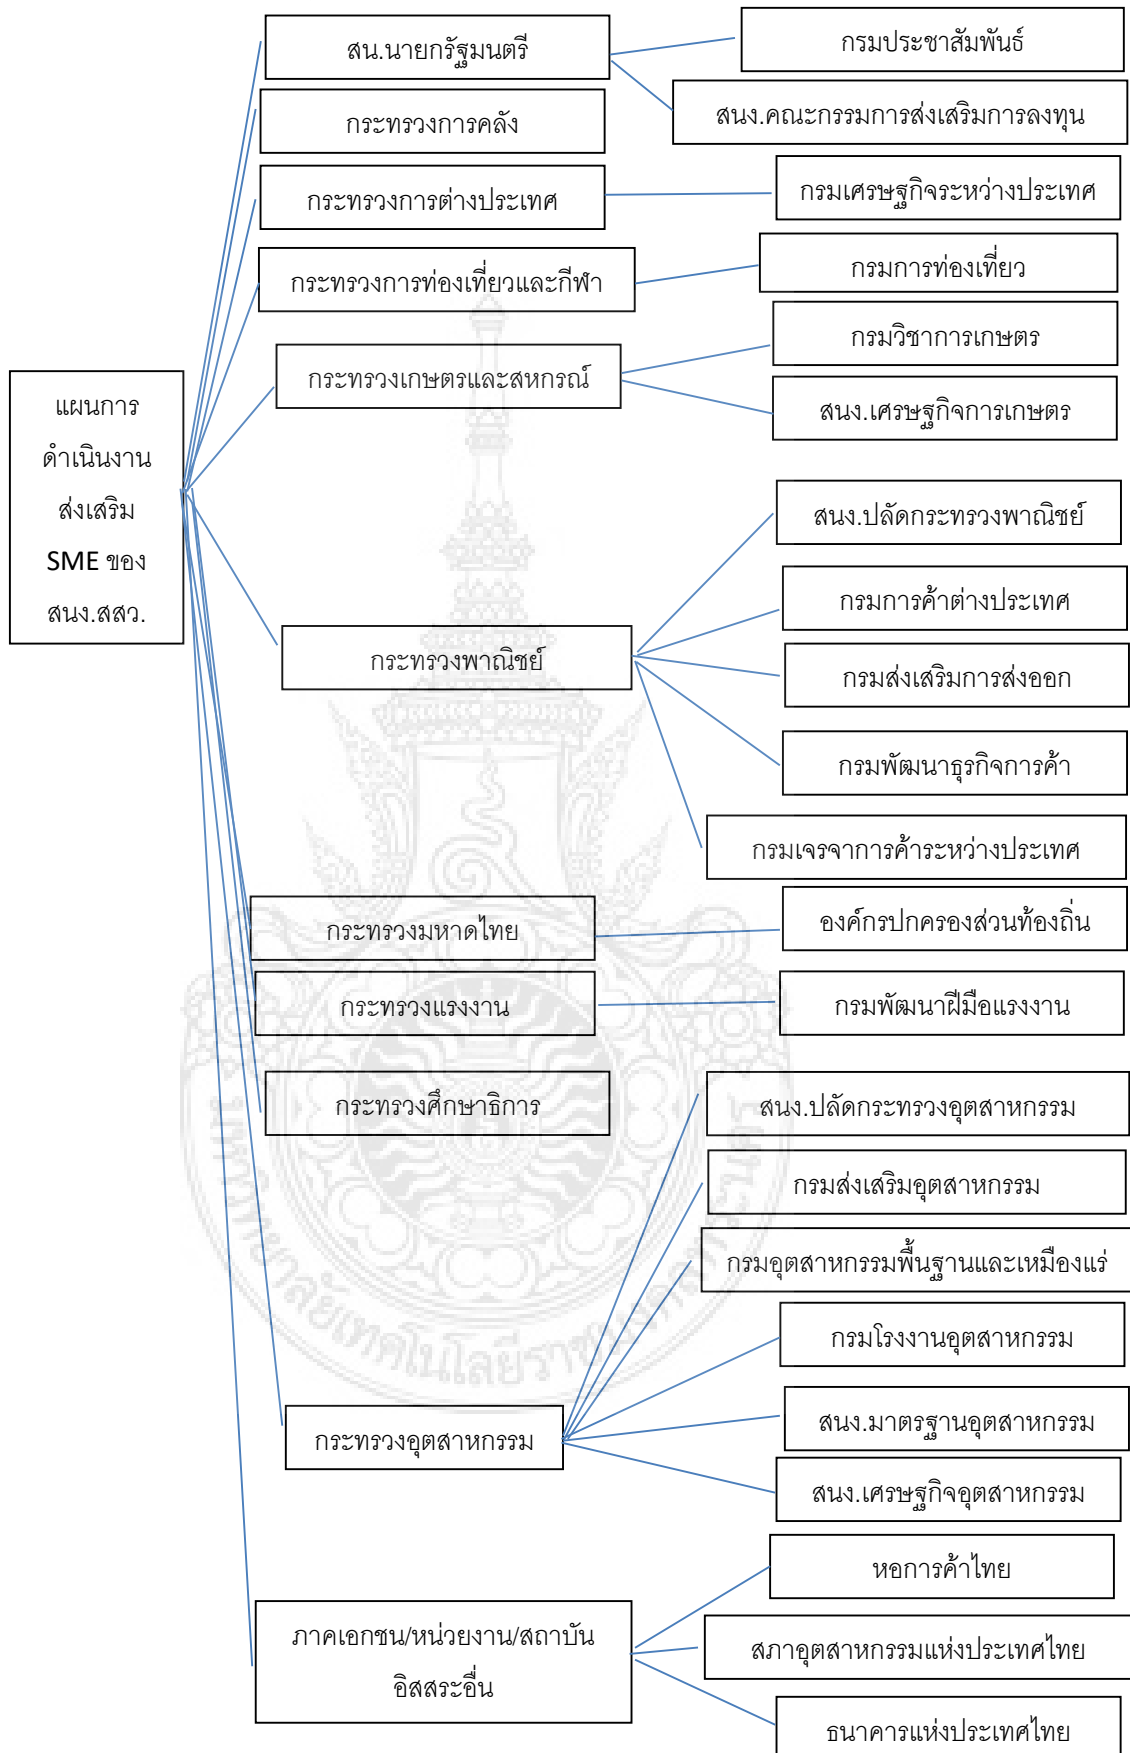 สน.นายกรัฐมนตรี
กรมประชาสัมพันธ์
สนง.คณะกรรมการส่งเสริมการลงทุน
กระทรวงการคลัง
กระทรวงการต่างประเทศ
กรมเศรษฐกิจระหว่างประเทศ
กระทรวงการท่องเที่ยวและกีฬา
กรมการท่องเที่ยว
กระทรวงเกษตรและสหกรณ์
กรมวิชาการเกษตร
สนง.เศรษฐกิจการเกษตร
แผนการ
ดำเนินงาน
ส่งเสริม
SME ของ
สนง.สสว.
กระทรวงพาณิชย์
สนง.ปลัดกระทรวงพาณิชย์
กรมการค้าต่างประเทศ
กรมส่งเสริมการส่งออก
กรมพัฒนาธุรกิจการค้า
กรมเจรจาการค้าระหว่างประเทศ
กระทรวงมหาดไทย
องค์กรปกครองส่วนท้องถิ่น
กระทรวงแรงงาน
กรมพัฒนาฝีมือแรงงาน
กระทรวงศึกษาธิการ
สนง.ปลัดกระทรวงอุตสาหกรรม
กรมส่งเสริมอุตสาหกรรม
กรมอุตสาหกรรมพื้นฐานและเหมืองแร่
กรมโรงงานอุตสาหกรรม
กระทรวงอุตสาหกรรม
สนง.มาตรฐานอุตสาหกรรม
สนง.เศรษฐกิจอุตสาหกรรม
หอการค้าไทย
ภาคเอกชน/หน่วยงาน/สถาบัน
อิสสระอื่น
สภาอุตสาหกรรมแห่งประเทศไทย
ธนาคารแห่งประเทศไทย